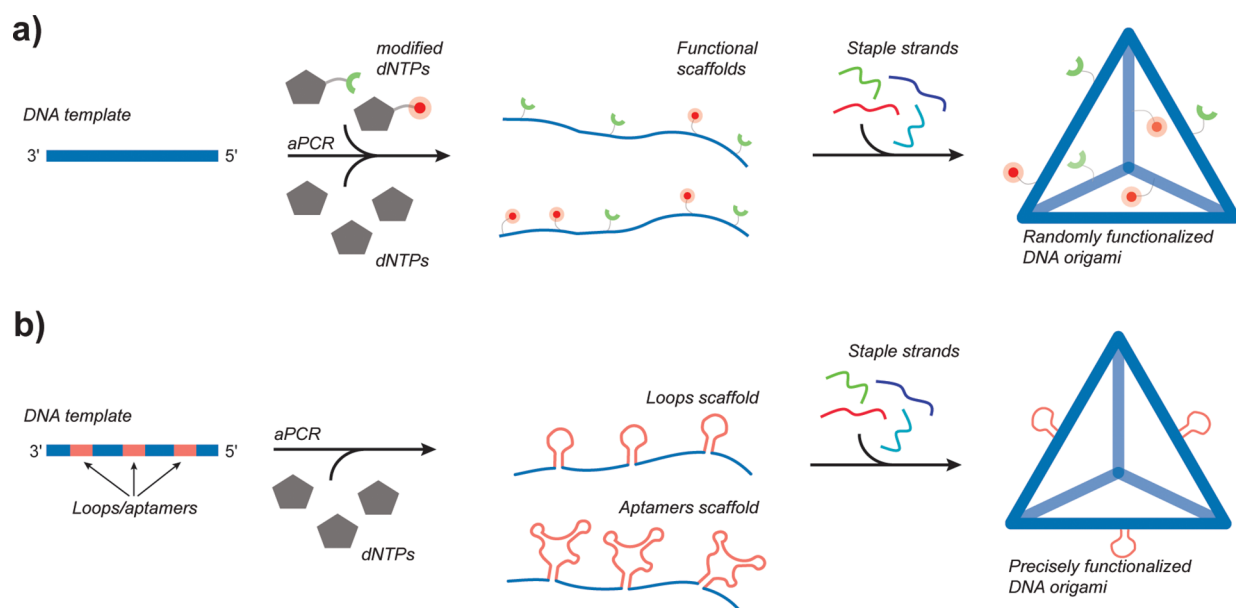 a)
DNA template
3'
5'
modified
dNTPs
aPCR
dNTPs
Functional
scaffolds
Staple strands
Randomly functionalized
DNA origami
b)
DNA template
3'
5'
Loops/aptamers
aPCR
dNTPs
Loops scaffold
Aptamers scaffold
Staple strands
Precisely functionalized
DNA origami